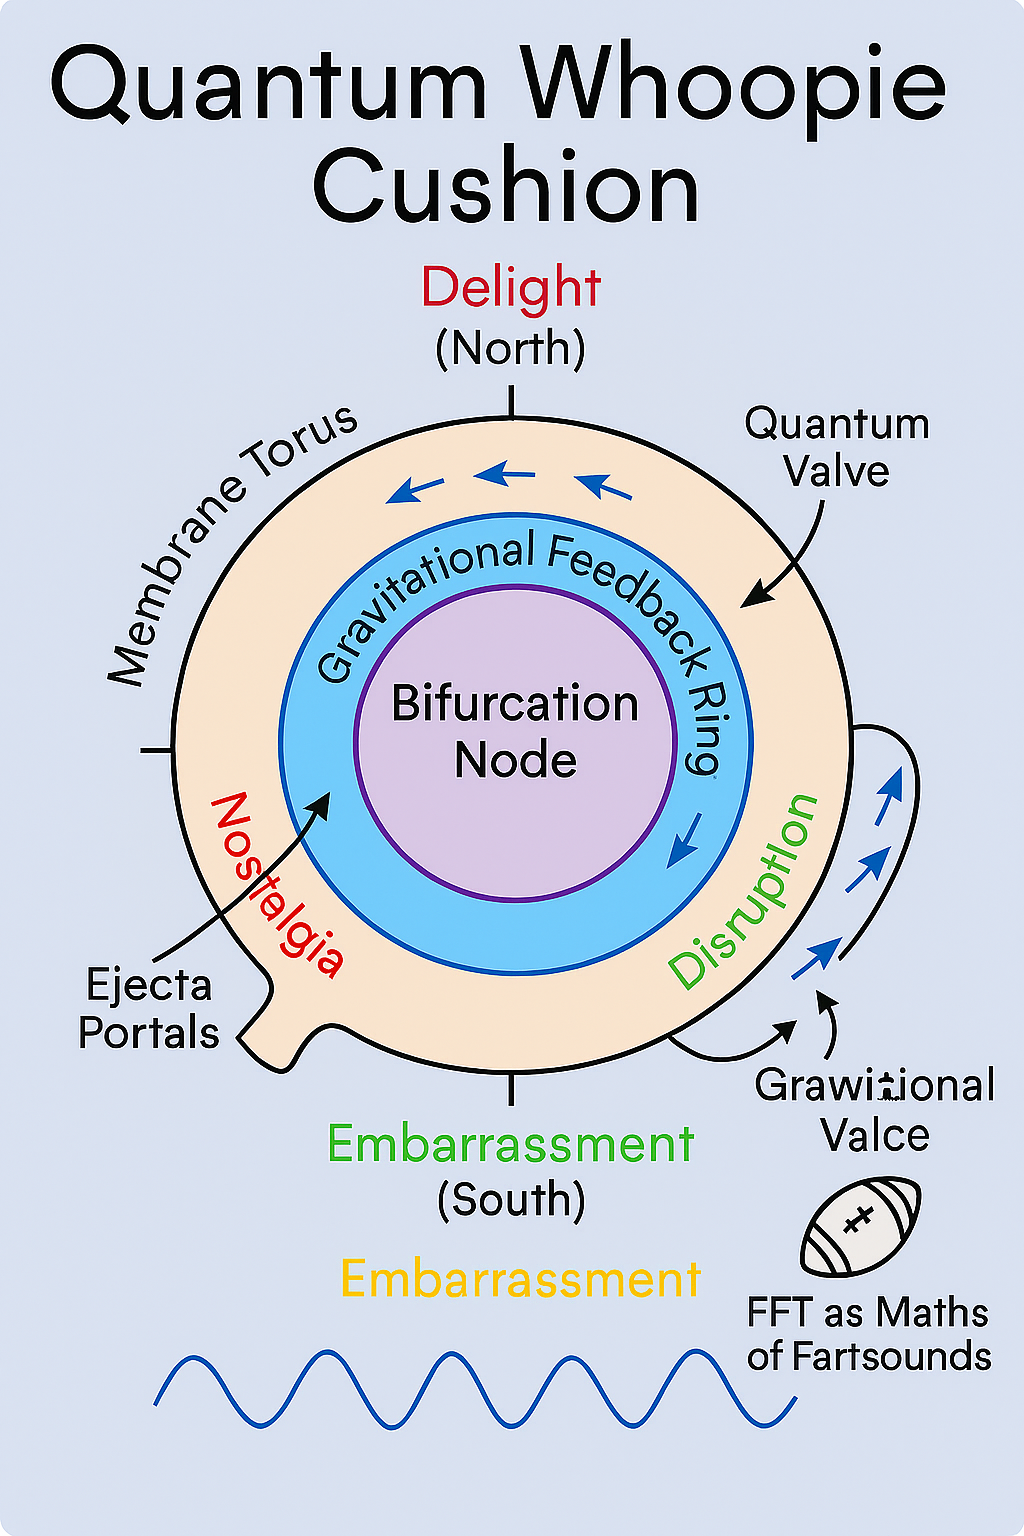 Quantum Whoopie
Cushion
Delight
(North)
Membrane Torus
Quantum
Valve
Gravitational Feedback Ring
Bifurcation
Node
Nostalgia
Disruption
Ejecta
Portals
Valce
Embarrassment
(South)
Embarrassment
FFT as Maths
of Fartsounds